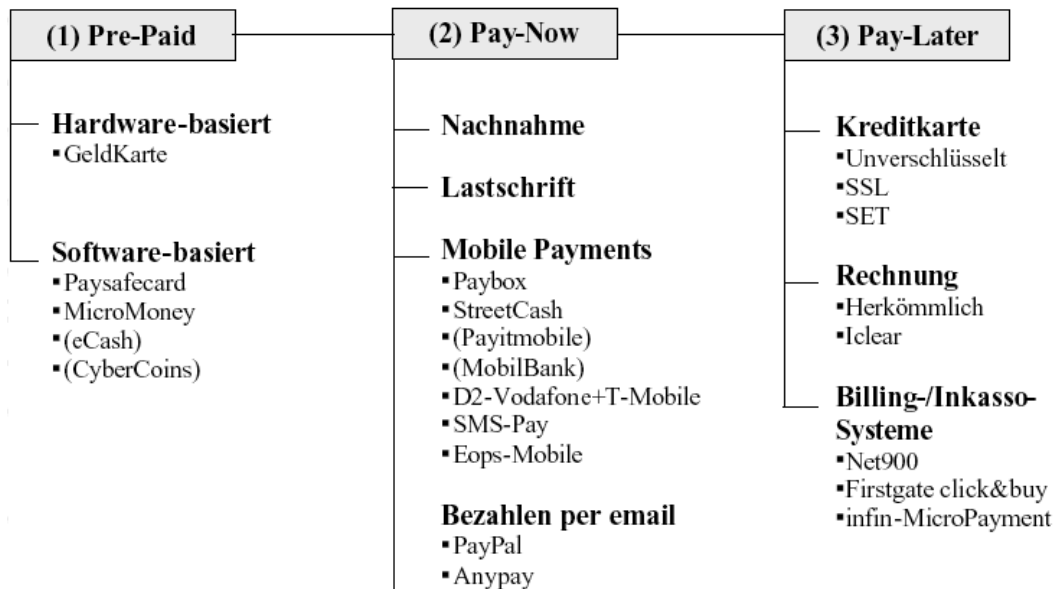 (1) Pre-Paid
Hardware-basiert
▪GeldKarte
Software-basiert
▪Paysafecard
▪MicroMoney
▪(eCash)
▪(CyberCoins)
(2) Pay-Now
Nachnahme
Lastschrift
Mobile Payments
▪Paybox
▪StreetCash
▪(Payitmobile)
▪(MobilBank)
▪D2-Vodafone+T-Mobile
▪SMS-Pay
▪Eops-Mobile
Bezahlen per email
▪PayPal
▪Anypay
(3) Pay-Later
Kreditkarte
▪Unverschlüsselt
▪SSL
▪SET
Rechnung
▪Herkömmlich
▪Iclear
Billing-/Inkasso-
Systeme
▪Net900
▪Firstgate click&buy
▪infin-MicroPayment